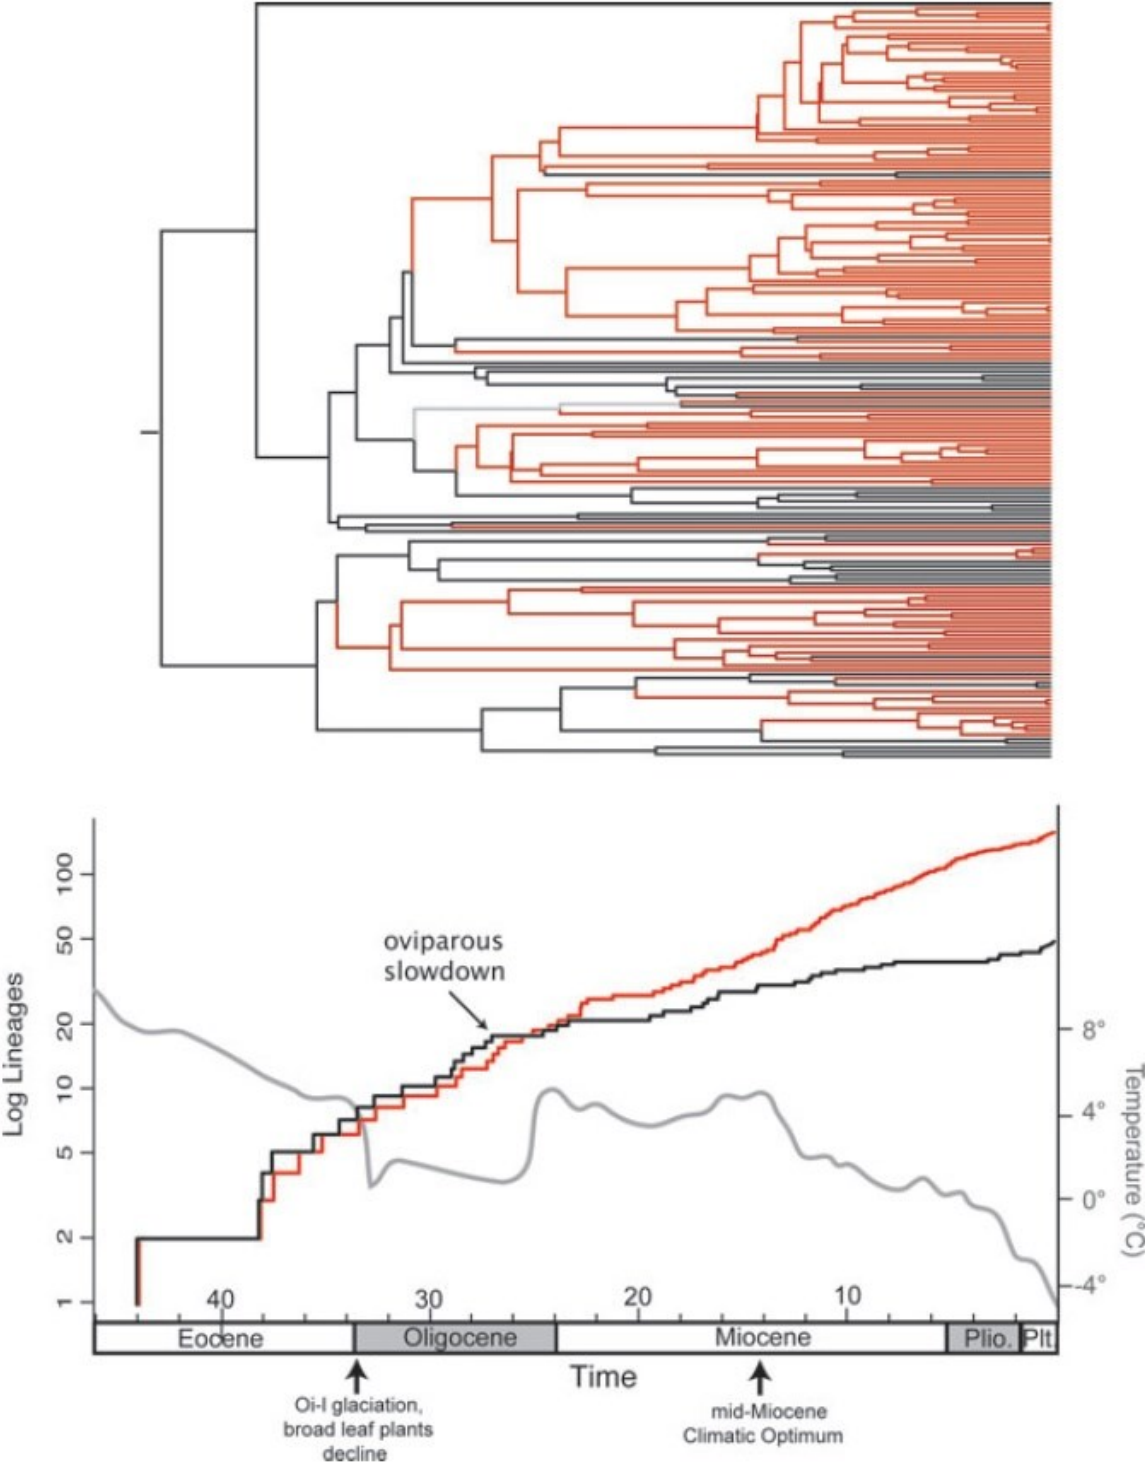 oviparous
slowdown
Log Lineages
100
50
20
10
5
2
1
8°
4°
0°
-4°
Temperature (°C)
40
30
20
10
Eocene
Oligocene
Miocene
Plio.
Plt.
Time
Oi-I glaciation,
broad leaf plants
decline
mid-Miocene
Climatic Optimum